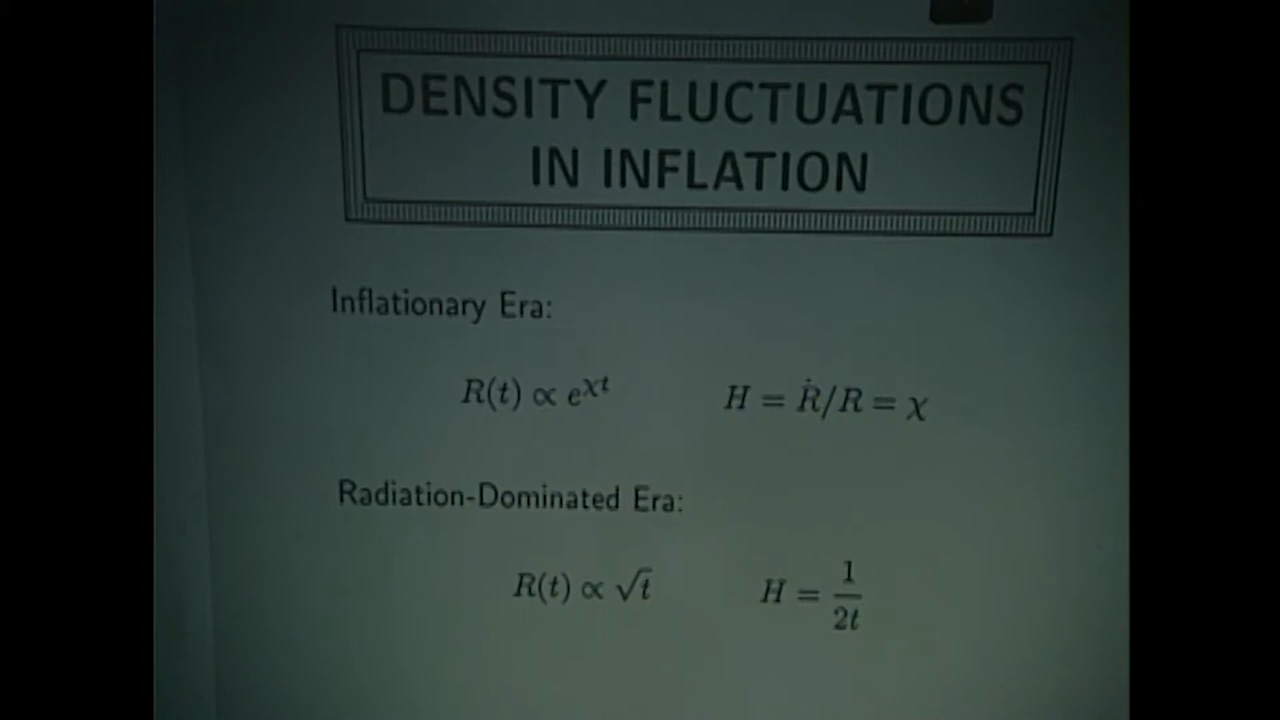 DENSITY FLUCTUATIONS
IN INFLATION
Inflationary Era:
R(t) ∝ e^{χt} H = Ṙ/R = χ
Radiation-Dominated Era:
R(t) ∝ √t H = 1/2t